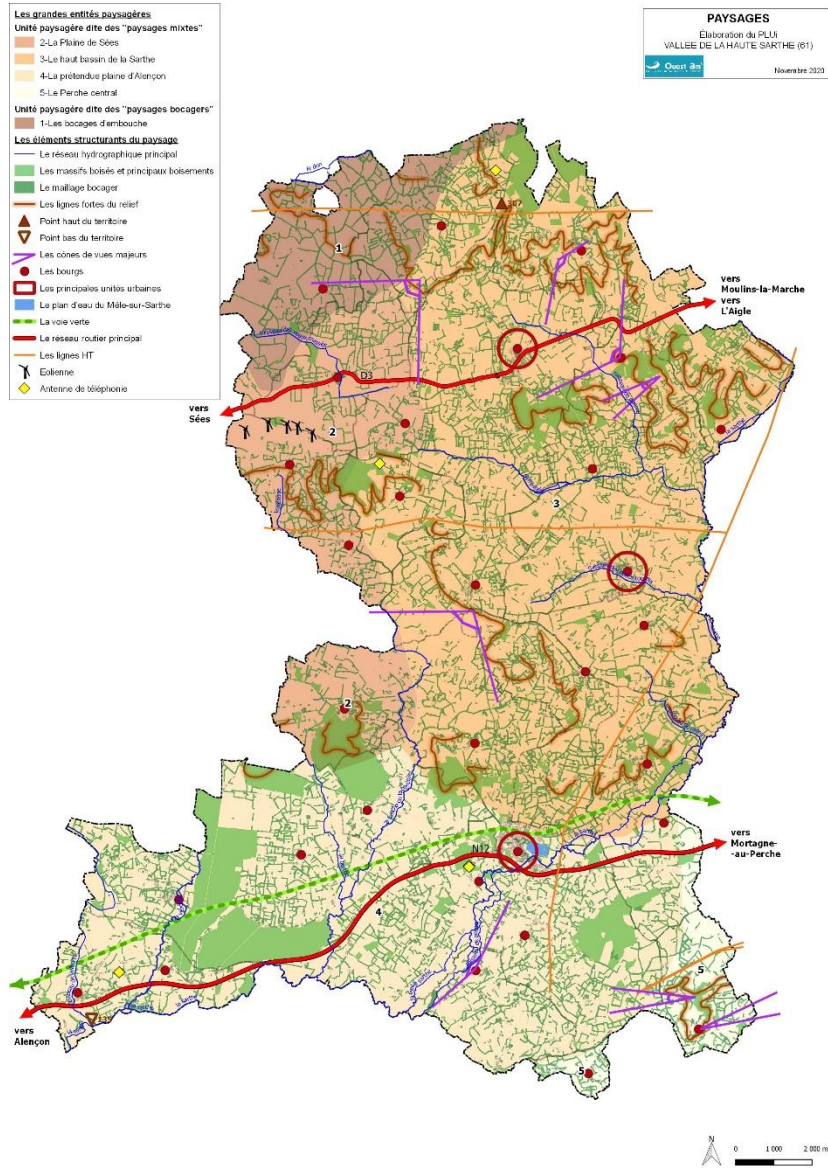 Les grandes entités paysagères
Unité paysagère dite des "paysages mixtes"
2-La Plaine de Sées
3-Le haut bassin de la Sarthe
4-La prétendue plaine d'Alençon
5-Le Perche central
Unité paysagère dite des "paysages bocagers"
1-Les bocages d'embouche
Les éléments structurants du paysage
Le réseau hydrographique principal
Les massifs boisés et principaux boisements
Le maillage bocager
Les lignes fortes du relief
Point haut du territoire
Point bas du territoire
Les cônes de vues majeurs
Les bourgs
Les principales unités urbaines
Le plan d'eau du Mêle-sur-Sarthe
La voie verte
Le réseau routier principal
Les lignes HT
Eolienne
Antenne de téléphonie
PAYSAGES
Élaboration du PLUi
VALLEE DE LA HAUTE SARTHE (61)
Ouest Am'
Novembre 2020
le don
307
1
vers
Moulins-la-Marche
vers
L'Aigle
D3
vers
Sées
2
3
2
vers
Mortagne-
-au-Perche
N12
4
5
vers
Alençon
5
N
0 1 000 2 000 m